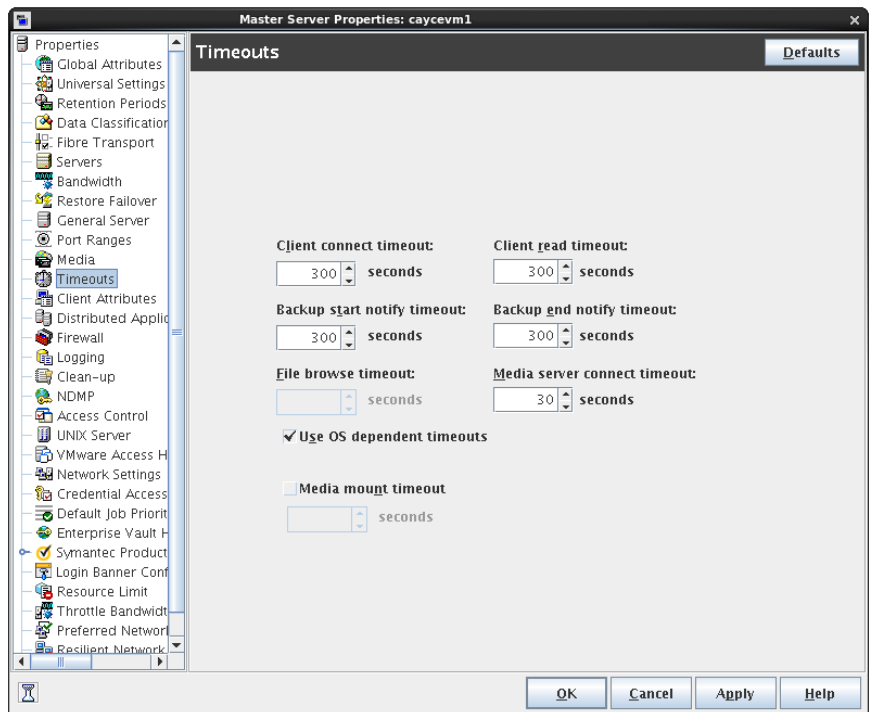 Master Server Properties: caycevm1
Properties
Global Attributes
Universal Settings
Retention Periods
Data Classification
Fibre Transport
Servers
Bandwidth
Restore Failover
General Server
Port Ranges
Media
Timeouts
Client Attributes
Distributed Applic
Firewall
Logging
Clean-up
NDMP
Access Control
UNIX Server
VMware Access H
Network Settings
Credential Access
Default Job Priorit
Enterprise Vault H
Symantec Product
Login Banner Conf
Resource Limit
Throttle Bandwidt
Preferred Networ
Resilient Network
Timeouts
Defaults
Client connect timeout:
300 seconds
Client read timeout:
300 seconds
Backup start notify timeout:
300 seconds
Backup end notify timeout:
300 seconds
File browse timeout:
seconds
Media server connect timeout:
30 seconds
Use OS dependent timeouts
Media mount timeout
seconds
OK
Cancel
Apply
Help